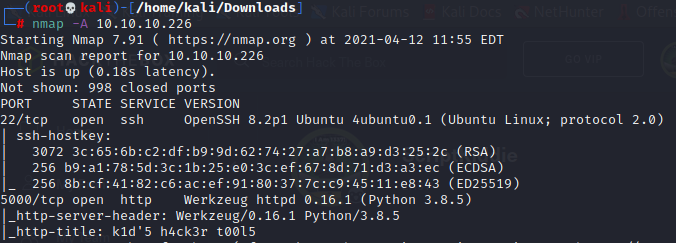 (root💀kali)-[/home/kali/Downloads]
# nmap -A 10.10.10.226
Starting Nmap 7.91 ( https://nmap.org ) at 2021-04-12 11:55 EDT
Nmap scan report for 10.10.10.226
Host is up (0.18s latency).
Not shown: 998 closed ports
PORT     STATE SERVICE VERSION
22/tcp   open  ssh     OpenSSH 8.2p1 Ubuntu 4ubuntu0.1 (Ubuntu Linux; protocol 2.0)
| ssh-hostkey:
|   3072 3c:65:6b:c2:df:b9:9d:62:74:27:a7:b8:a9:d3:25:2c (RSA)
|   256 b9:a1:78:5d:3c:1b:25:e0:3c:ef:67:8d:71:d3:a3:ec (ECDSA)
|_  256 8b:cf:41:82:c6:ac:ef:91:80:37:7c:c9:45:11:e8:43 (ED25519)
5000/tcp open  http    Werkzeug httpd 0.16.1 (Python 3.8.5)
|_http-server-header: Werkzeug/0.16.1 Python/3.8.5
|_http-title: k1d'5 h4ck3r t00l5